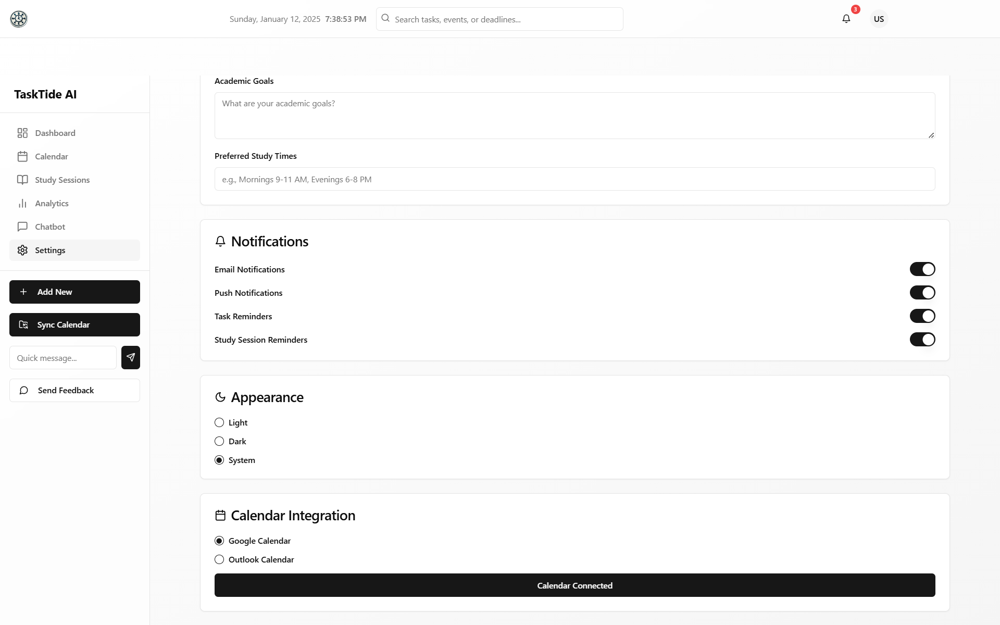 Sunday, January 12, 2025 7:38:53 PM
Search tasks, events, or deadlines...
3
US
TaskTide AI
Dashboard
Calendar
Study Sessions
Analytics
Chatbot
Settings
Add New
Sync Calendar
Quick message...
Send Feedback
Academic Goals
What are your academic goals?
Preferred Study Times
e.g., Mornings 9-11 AM, Evenings 6-8 PM
Notifications
Email Notifications
Push Notifications
Task Reminders
Study Session Reminders
Appearance
Light
Dark
System
Calendar Integration
Google Calendar
Outlook Calendar
Calendar Connected